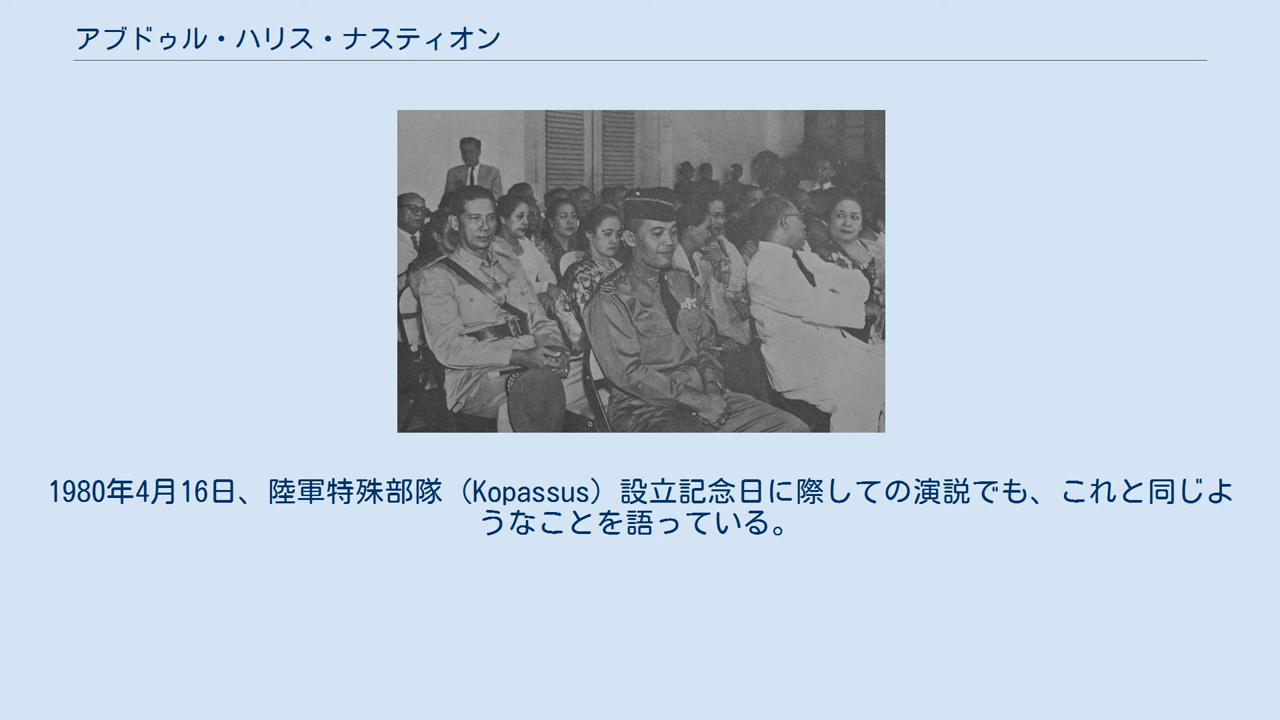 アブドゥル・ハリス・ナスティオン
1980年4月16日、陸軍特殊部隊（Kopassus）設立記念日に際しての演説でも、これと同じよ
うなことを語っている。